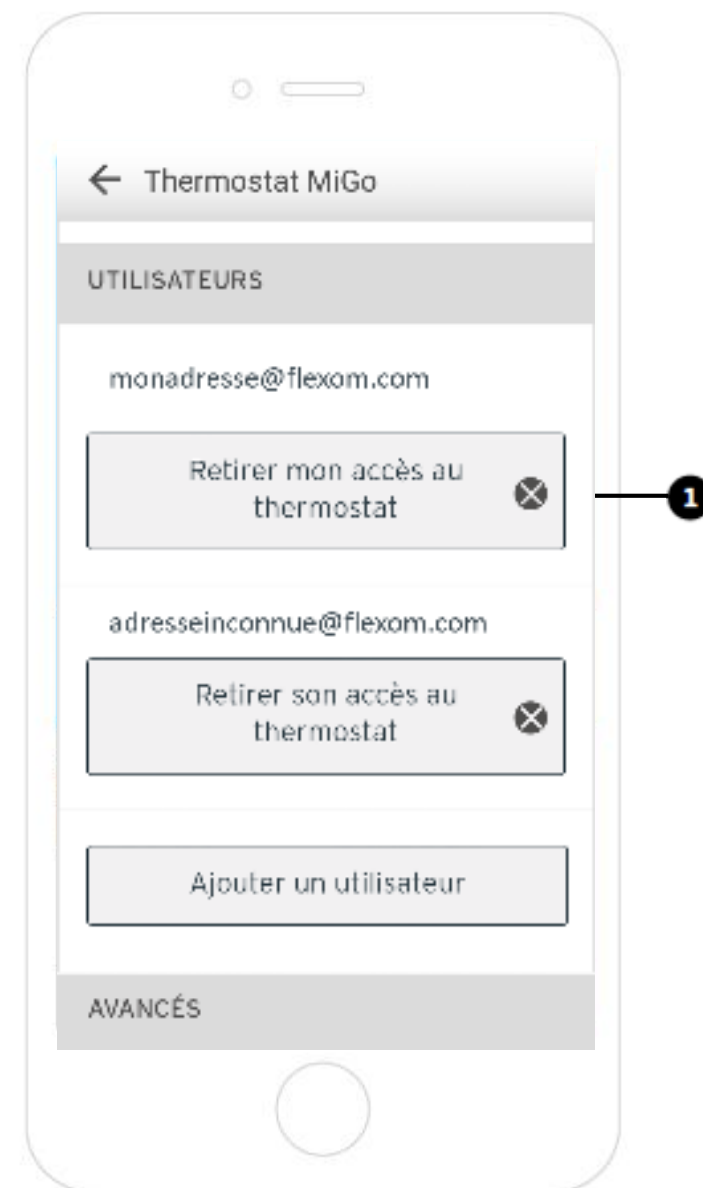 Thermostat MiGo
UTILISATEURS
monadresse@flexom.com
Retirer mon accès au
thermostat
1
adresseinconnue@flexom.com
Retirer son accès au
thermostat
Ajouter un utilisateur
AVANCÉS